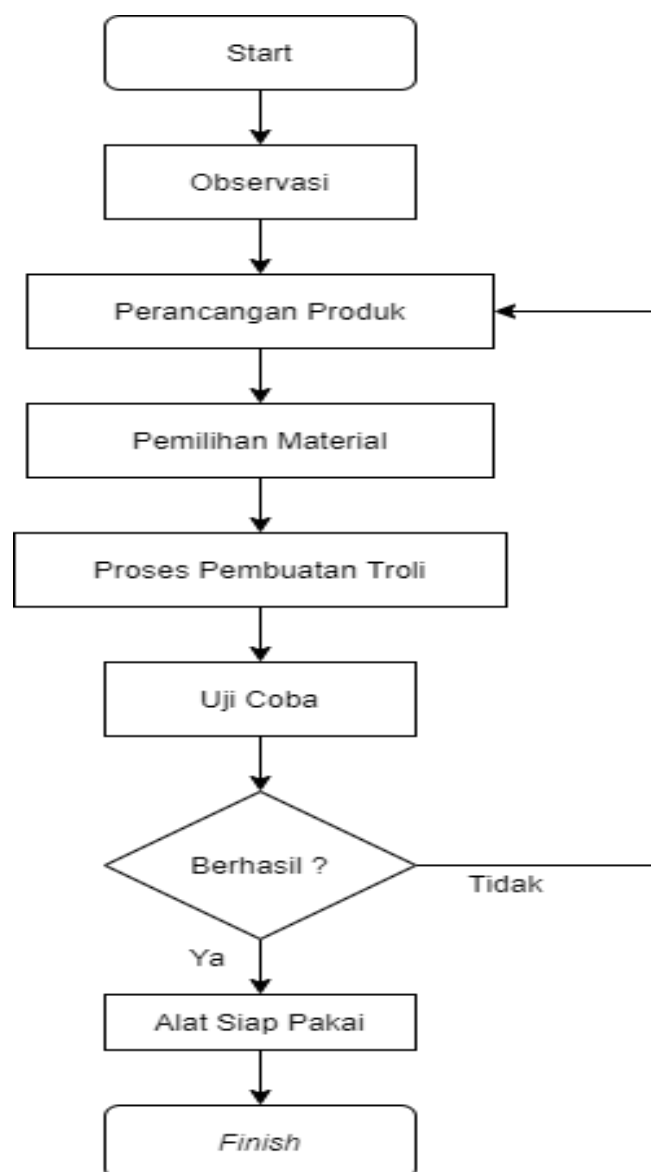 Start
Observasi
Perancangan Produk
Pemilihan Material
Proses Pembuatan Troli
Uji Coba
Berhasil ?
Tidak
Ya
Alat Siap Pakai
Finish